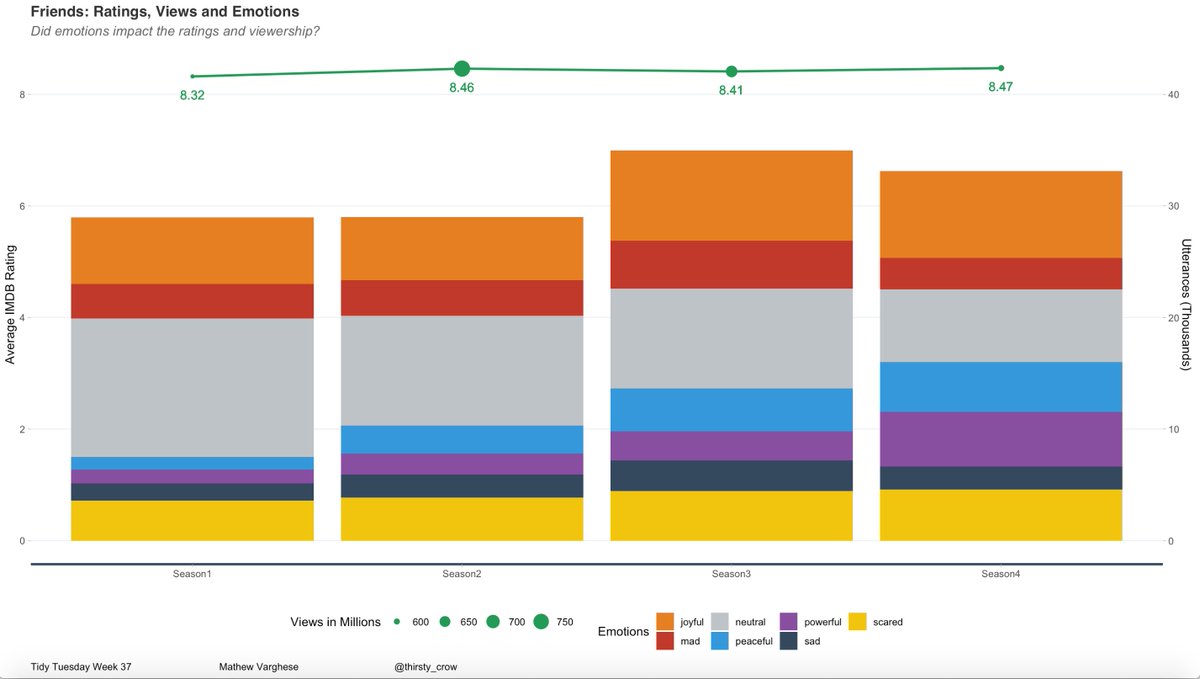 Friends: Ratings, Views and Emotions
Did emotions impact the ratings and viewership?
8.32
8.46
8.41
8.47
8
40
6
30
4
20
2
10
0
0
Average IMDB Rating
Utterances (Thousands)
Season1
Season2
Season3
Season4
Views in Millions 600 650 700 750
Emotions
joyful neutral powerful scared
mad peaceful sad
Tidy Tuesday Week 37 Mathew Varghese @thirsty_crow